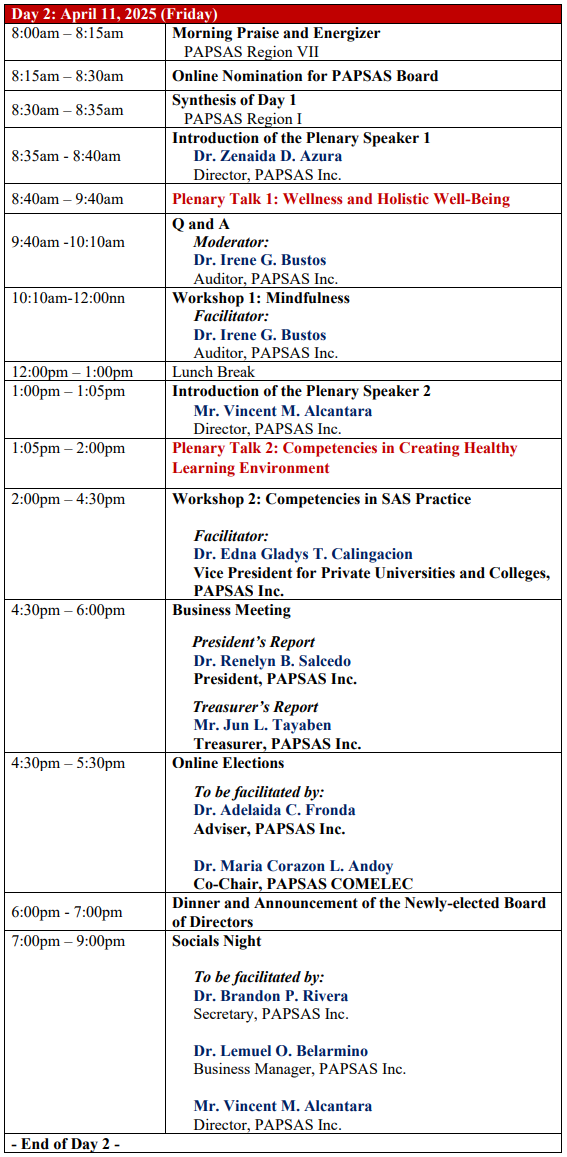 Day 2: April 11, 2025 (Friday)
8:00am – 8:15am
Morning Praise and Energizer
PAPSAS Region VII
8:15am – 8:30am
Online Nomination for PAPSAS Board
8:30am – 8:35am
Synthesis of Day 1
PAPSAS Region I
8:35am - 8:40am
Introduction of the Plenary Speaker 1
Dr. Zenaida D. Azura
Director, PAPSAS Inc.
8:40am – 9:40am
Plenary Talk 1: Wellness and Holistic Well-Being
9:40am -10:10am
Q and A
Moderator:
Dr. Irene G. Bustos
Auditor, PAPSAS Inc.
10:10am-12:00nn
Workshop 1: Mindfulness
Facilitator:
Dr. Irene G. Bustos
Auditor, PAPSAS Inc.
12:00pm – 1:00pm
Lunch Break
1:00pm – 1:05pm
Introduction of the Plenary Speaker 2
Mr. Vincent M. Alcantara
Director, PAPSAS Inc.
1:05pm – 2:00pm
Plenary Talk 2: Competencies in Creating Healthy
Learning Environment
2:00pm – 4:30pm
Workshop 2: Competencies in SAS Practice
Facilitator:
Dr. Edna Gladys T. Calingacion
Vice President for Private Universities and Colleges,
PAPSAS Inc.
4:30pm – 6:00pm
Business Meeting
President's Report
Dr. Renelyn B. Salcedo
President, PAPSAS Inc.
Treasurer's Report
Mr. Jun L. Tayaben
Treasurer, PAPSAS Inc.
4:30pm – 5:30pm
Online Elections
To be facilitated by:
Dr. Adelaida C. Fronda
Adviser, PAPSAS Inc.
Dr. Maria Corazon L. Andoy
Co-Chair, PAPSAS COMELEC
6:00pm - 7:00pm
Dinner and Announcement of the Newly-elected Board
of Directors
7:00pm – 9:00pm
Socials Night
To be facilitated by:
Dr. Brandon P. Rivera
Secretary, PAPSAS Inc.
Dr. Lemuel O. Belarmino
Business Manager, PAPSAS Inc.
Mr. Vincent M. Alcantara
Director, PAPSAS Inc.
- End of Day 2 -